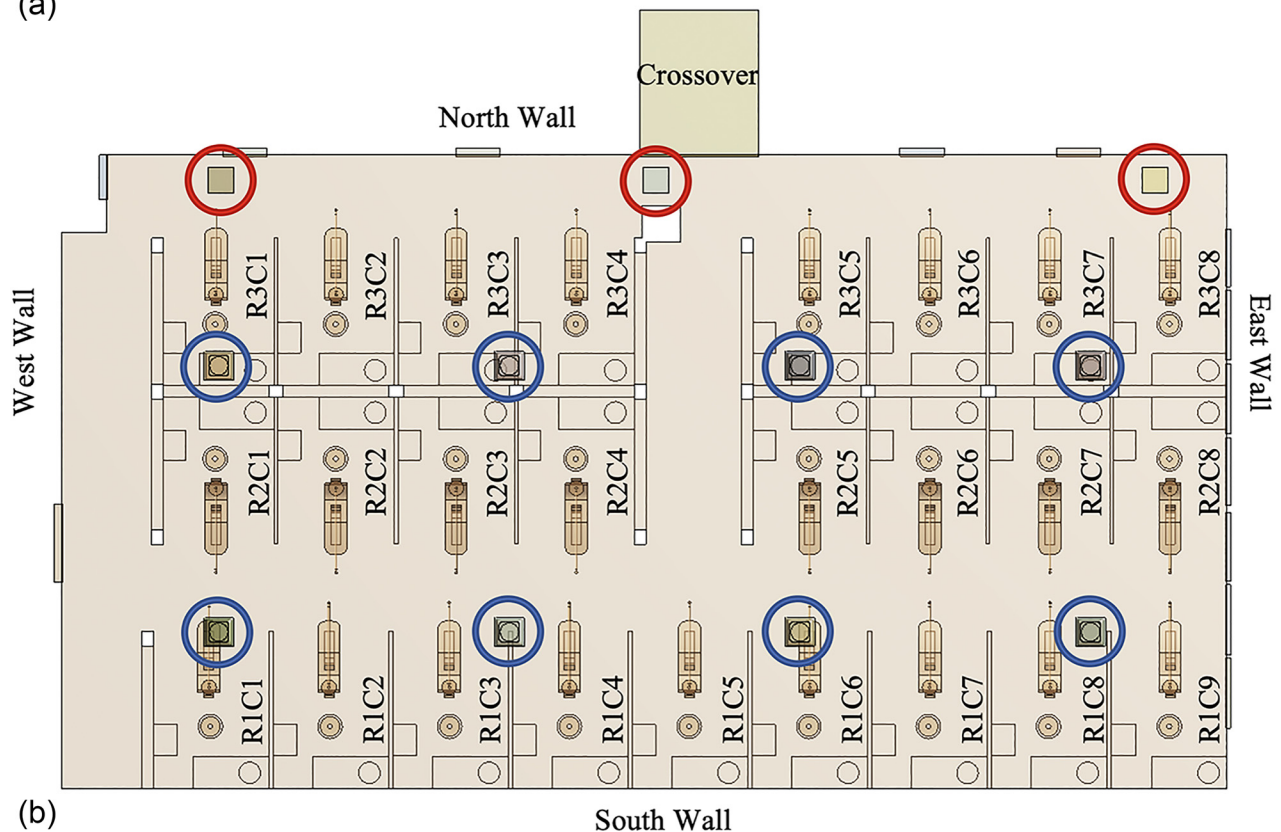 (a)
Crossover
North Wall
West Wall
East Wall
R3C1
R3C2
R3C3
R3C4
R3C5
R3C6
R3C7
R3C8
R2C1
R2C2
R2C3
R2C4
R2C5
R2C6
R2C7
R2C8
R1C1
R1C2
R1C3
R1C4
R1C5
R1C6
R1C7
R1C8
R1C9
(b)
South Wall